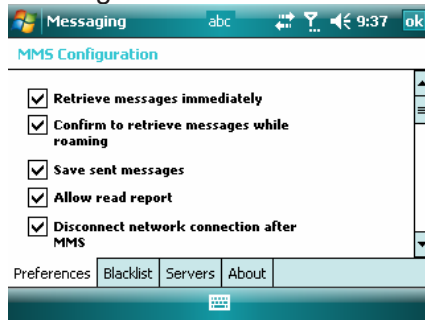 Messaging abc 9:37 ok
MMS Configuration
Retrieve messages immediately
Confirm to retrieve messages while
roaming
Save sent messages
Allow read report
Disconnect network connection after
MMS
Preferences Blacklist Servers About